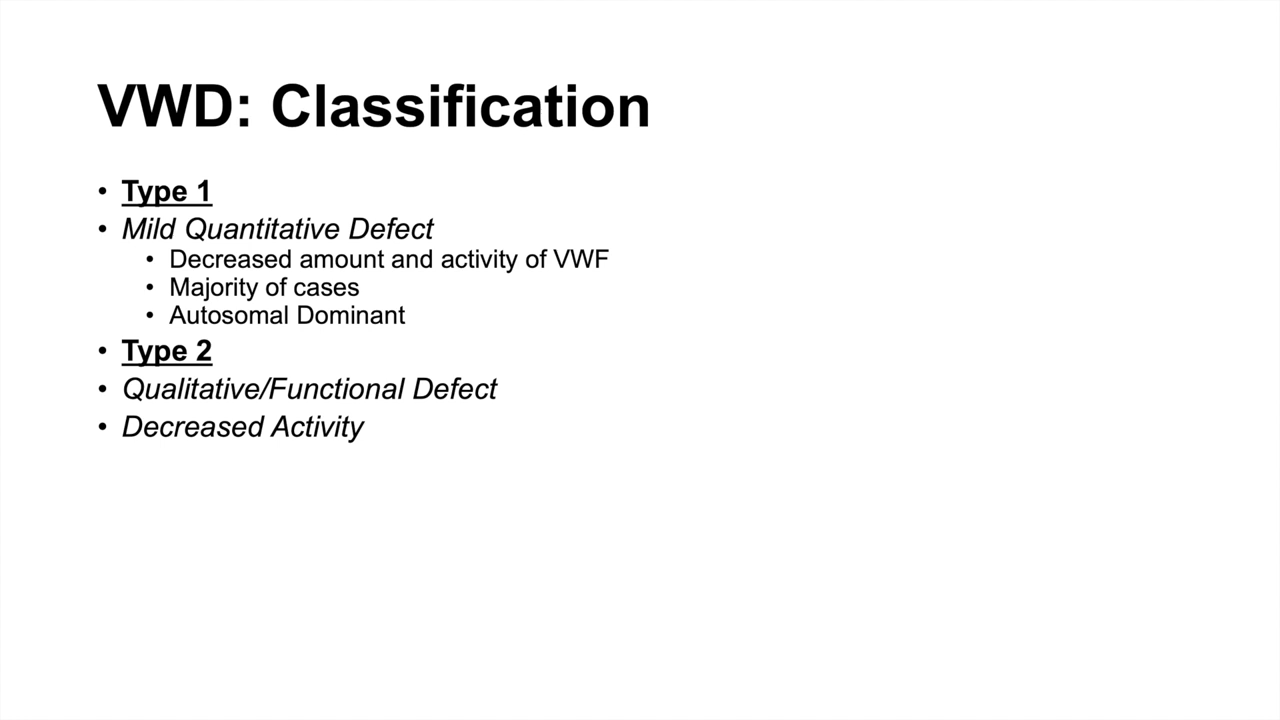 VWD: Classification
• Type 1
• Mild Quantitative Defect
• Decreased amount and activity of VWF
• Majority of cases
• Autosomal Dominant
• Type 2
• Qualitative/Functional Defect
• Decreased Activity